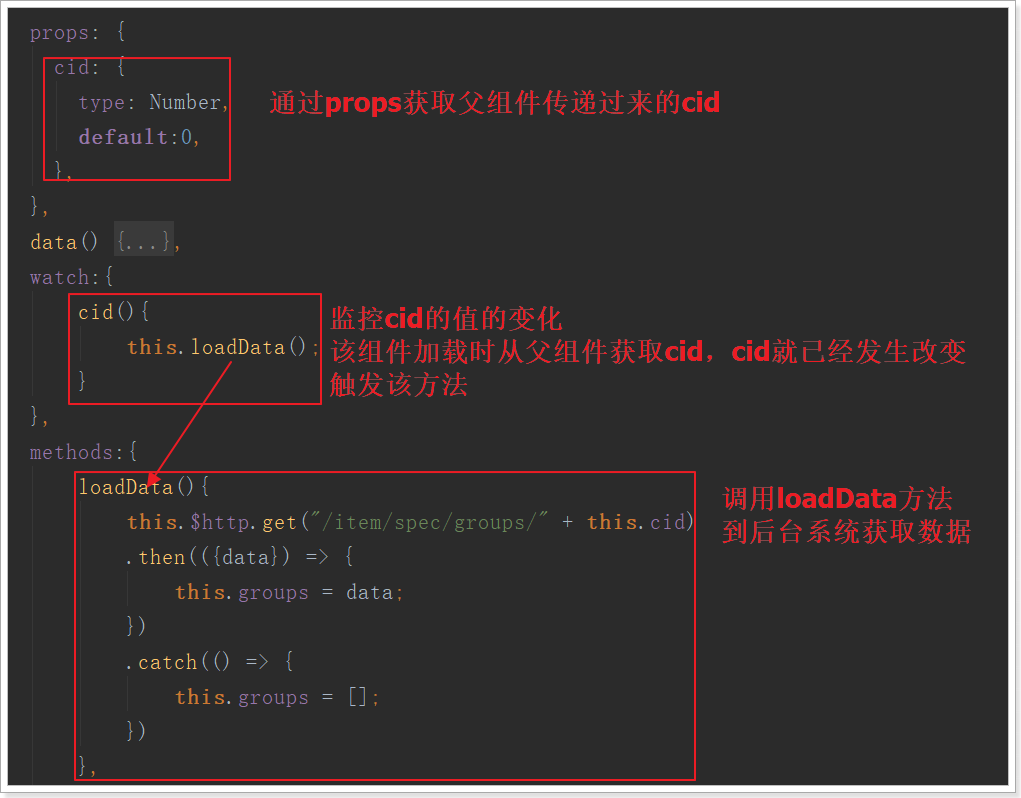 props: {
cid: {
type: Number,
default:0,
},
通过props获取父组件传递过来的cid
},
data() {...},
watch:{
cid(){
this.loadData();
}
监控cid的值的变化
该组件加载时从父组件获取cid，cid就已经发生改变
触发该方法
},
methods:{
loadData(){
this.$http.get("/item/spec/groups/" + this.cid)
.then(({data}) => {
this.groups = data;
})
.catch(() => {
this.groups = [];
})
},
调用loadData方法
到后台系统获取数据